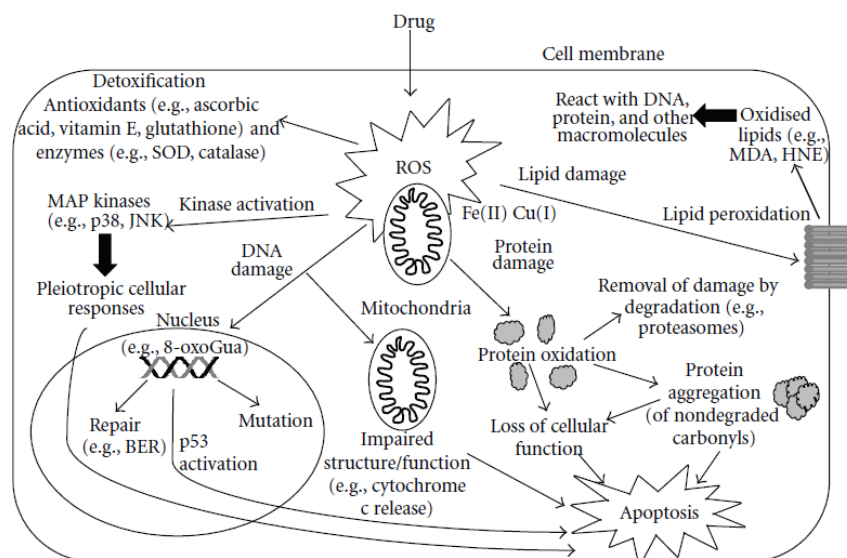 Drug
Cell membrane
Detoxification
Antioxidants (e.g., ascorbic
acid, vitamin E, glutathione) and
enzymes (e.g., SOD, catalase)
React with DNA,
protein, and other
macromolecules
Oxidised
lipids (e.g.,
MDA, HNE)
ROS
Lipid damage
MAP kinases
(e.g., p38, JNK)
Kinase activation
Fe(II) Cu(I)
Lipid peroxidation
DNA
damage
Protein
damage
Pleiotropic cellular
responses
Mitochondria
Removal of damage by
degradation (e.g.,
proteasomes)
Nucleus
(e.g., 8-oxoGua)
Protein oxidation
Protein
aggregation
(of nondegraded
carbonyls)
Repair
(e.g., BER)
p53
activation
Mutation
Impaired
structure/function
(e.g., cytochrome
c release)
Loss of cellular
function
Apoptosis